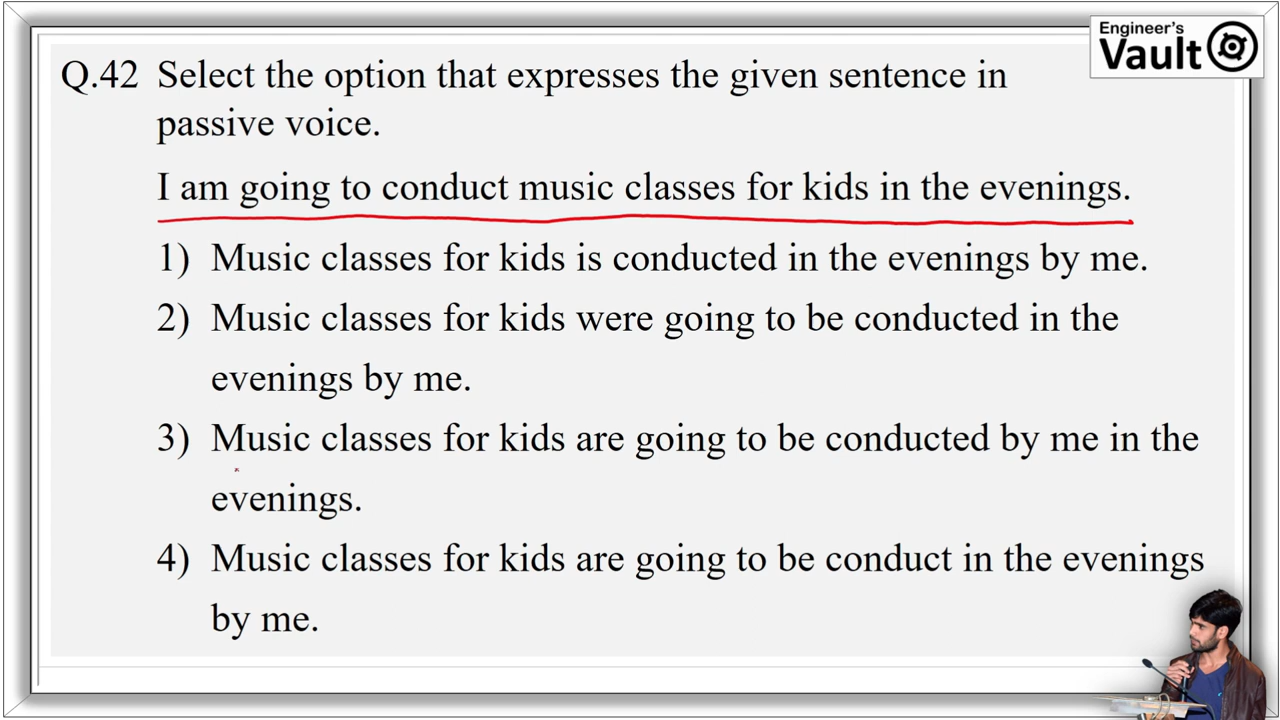 Engineer's
Vault
Q.42 Select the option that expresses the given sentence in
passive voice.
I am going to conduct music classes for kids in the evenings.
1) Music classes for kids is conducted in the evenings by me.
2) Music classes for kids were going to be conducted in the
evenings by me.
3) Music classes for kids are going to be conducted by me in the
evenings.
4) Music classes for kids are going to be conduct in the evenings
by me.